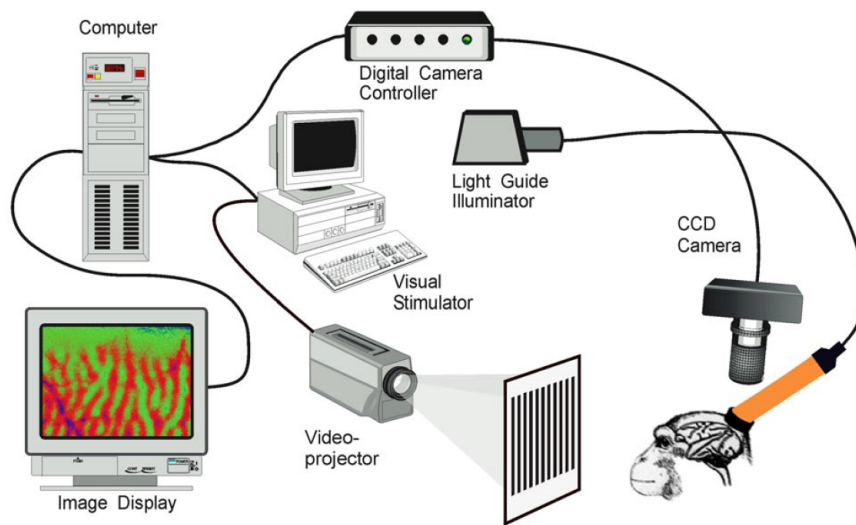 Computer
Digital Camera
Controller
Light Guide
Illuminator
CCD
Camera
Visual
Stimulator
Video-
projector
Image Display